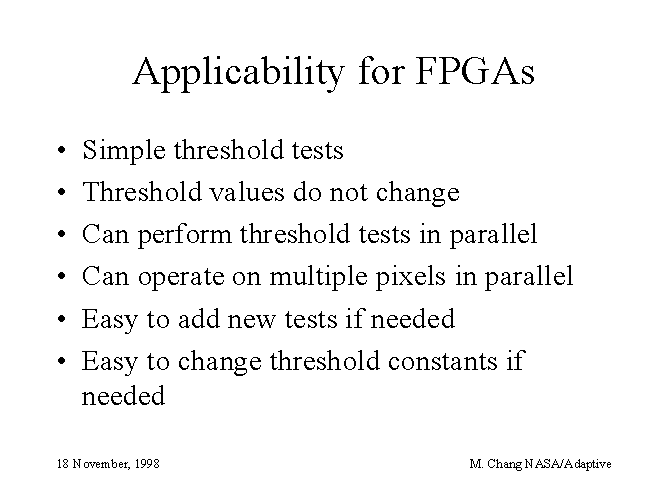 Applicability for FPGAs
• Simple threshold tests
• Threshold values do not change
• Can perform threshold tests in parallel
• Can operate on multiple pixels in parallel
• Easy to add new tests if needed
• Easy to change threshold constants if
needed
18 November, 1998
M. Chang NASA/Adaptive